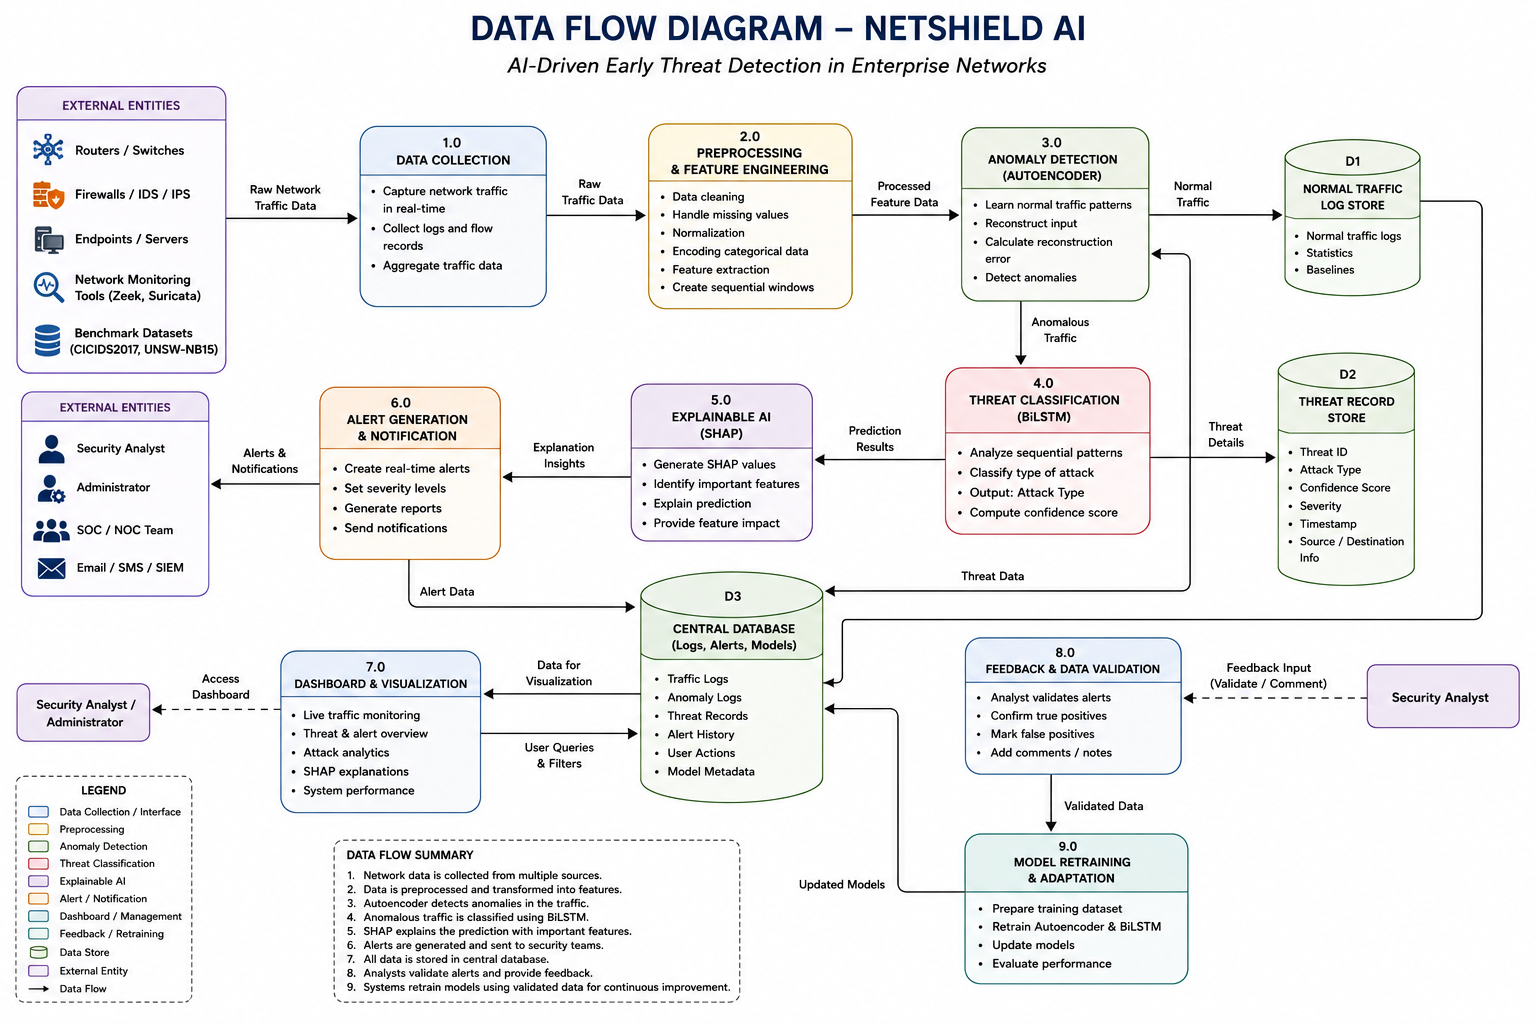 DATA FLOW DIAGRAM – NETSHIELD AI
AI-Driven Early Threat Detection in Enterprise Networks
EXTERNAL ENTITIES
Routers / Switches
Firewalls / IDS / IPS
Endpoints / Servers
Network Monitoring
Tools (Zeek, Suricata)
Benchmark Datasets
(CICIDS2017, UNSW-NB15)
Raw Network
Traffic Data
1.0
DATA COLLECTION
• Capture network traffic
in real-time
• Collect logs and flow
records
• Aggregate traffic data
Raw
Traffic Data
2.0
PREPROCESSING
& FEATURE ENGINEERING
• Data cleaning
• Handle missing values
• Normalization
• Encoding categorical data
• Feature extraction
• Create sequential windows
Processed
Feature Data
3.0
ANOMALY DETECTION
(AUTOENCODER)
• Learn normal traffic patterns
• Reconstruct input
• Calculate reconstruction
error
• Detect anomalies
Normal
Traffic
D1
NORMAL TRAFFIC
LOG STORE
• Normal traffic logs
• Statistics
• Baselines
Anomalous
Traffic
EXTERNAL ENTITIES
Security Analyst
Administrator
SOC / NOC Team
Email / SMS / SIEM
Alerts &
Notifications
6.0
ALERT GENERATION
& NOTIFICATION
• Create real-time alerts
• Set severity levels
• Generate reports
• Send notifications
Explanation
Insights
5.0
EXPLAINABLE AI
(SHAP)
• Generate SHAP values
• Identify important features
• Explain prediction
• Provide feature impact
Prediction
Results
4.0
THREAT CLASSIFICATION
(BiLSTM)
• Analyze sequential patterns
• Classify type of attack
• Output: Attack Type
• Compute confidence score
Threat
Details
D2
THREAT RECORD
STORE
• Threat ID
• Attack Type
• Confidence Score
• Severity
• Timestamp
• Source / Destination
Info
Alert Data
Threat Data
D3
CENTRAL DATABASE
(Logs, Alerts, Models)
• Traffic Logs
• Anomaly Logs
• Threat Records
• Alert History
• User Actions
• Model Metadata
Security Analyst /
Administrator
Access
Dashboard
7.0
DASHBOARD & VISUALIZATION
• Live traffic monitoring
• Threat & alert overview
• Attack analytics
• SHAP explanations
• System performance
Data for
Visualization
User Queries
& Filters
8.0
FEEDBACK & DATA VALIDATION
• Analyst validates alerts
• Confirm true positives
• Mark false positives
• Add comments / notes
Feedback Input
(Validate / Comment)
Security Analyst
Validated Data
9.0
MODEL RETRAINING
& ADAPTATION
• Prepare training dataset
• Retrain Autoencoder & BiLSTM
• Update models
• Evaluate performance
Updated Models
LEGEND
Data Collection / Interface
Preprocessing
Anomaly Detection
Threat Classification
Explainable AI
Alert / Notification
Dashboard / Management
Feedback / Retraining
Data Store
External Entity
Data Flow
DATA FLOW SUMMARY
1. Network data is collected from multiple sources.
2. Data is preprocessed and transformed into features.
3. Autoencoder detects anomalies in the traffic.
4. Anomalous traffic is classified using BiLSTM.
5. SHAP explains the prediction with important features.
6. Alerts are generated and sent to security teams.
7. All data is stored in central database.
8. Analysts validate alerts and provide feedback.
9. Systems retrain models using validated data for continuous improvement.